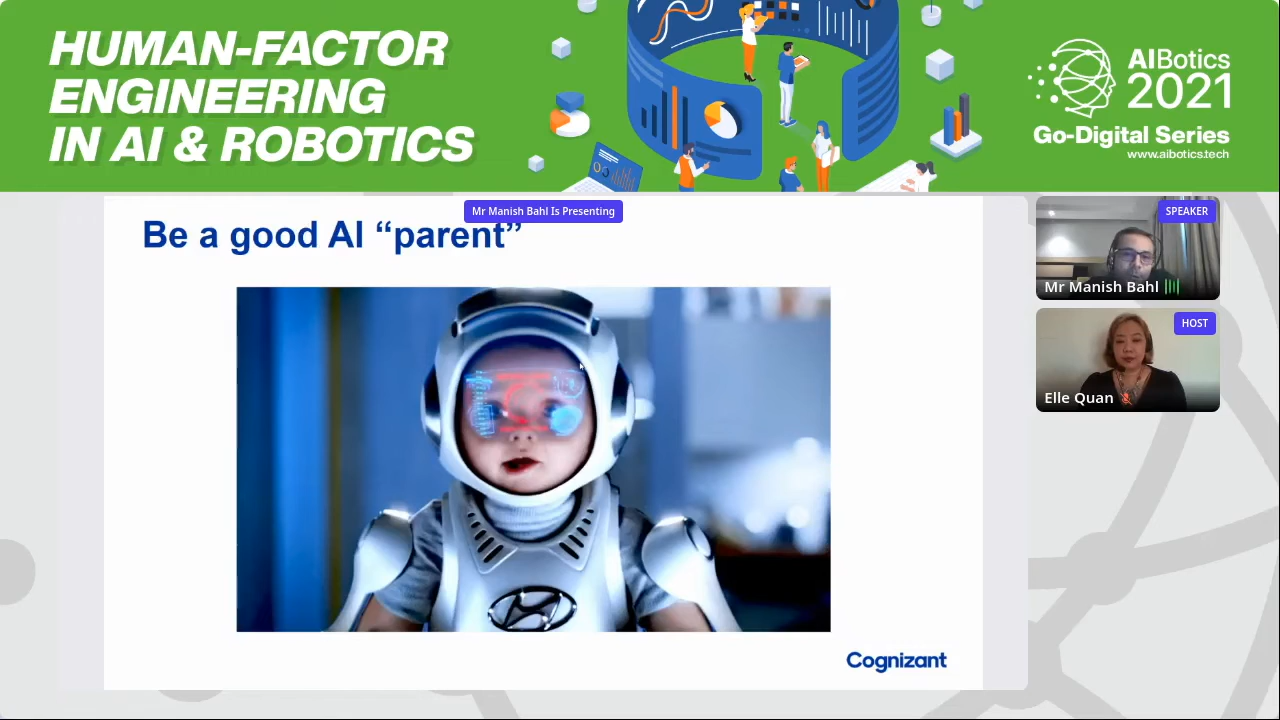 HUMAN-FACTOR
ENGINEERING
IN AI & ROBOTICS
AIBotics
2021
Go-Digital Series
www.aibotics.tech
Mr Manish Bahl Is Presenting
Be a good AI “parent”
Cognizant
SPEAKER
Mr Manish Bahl
HOST
Elle Quan